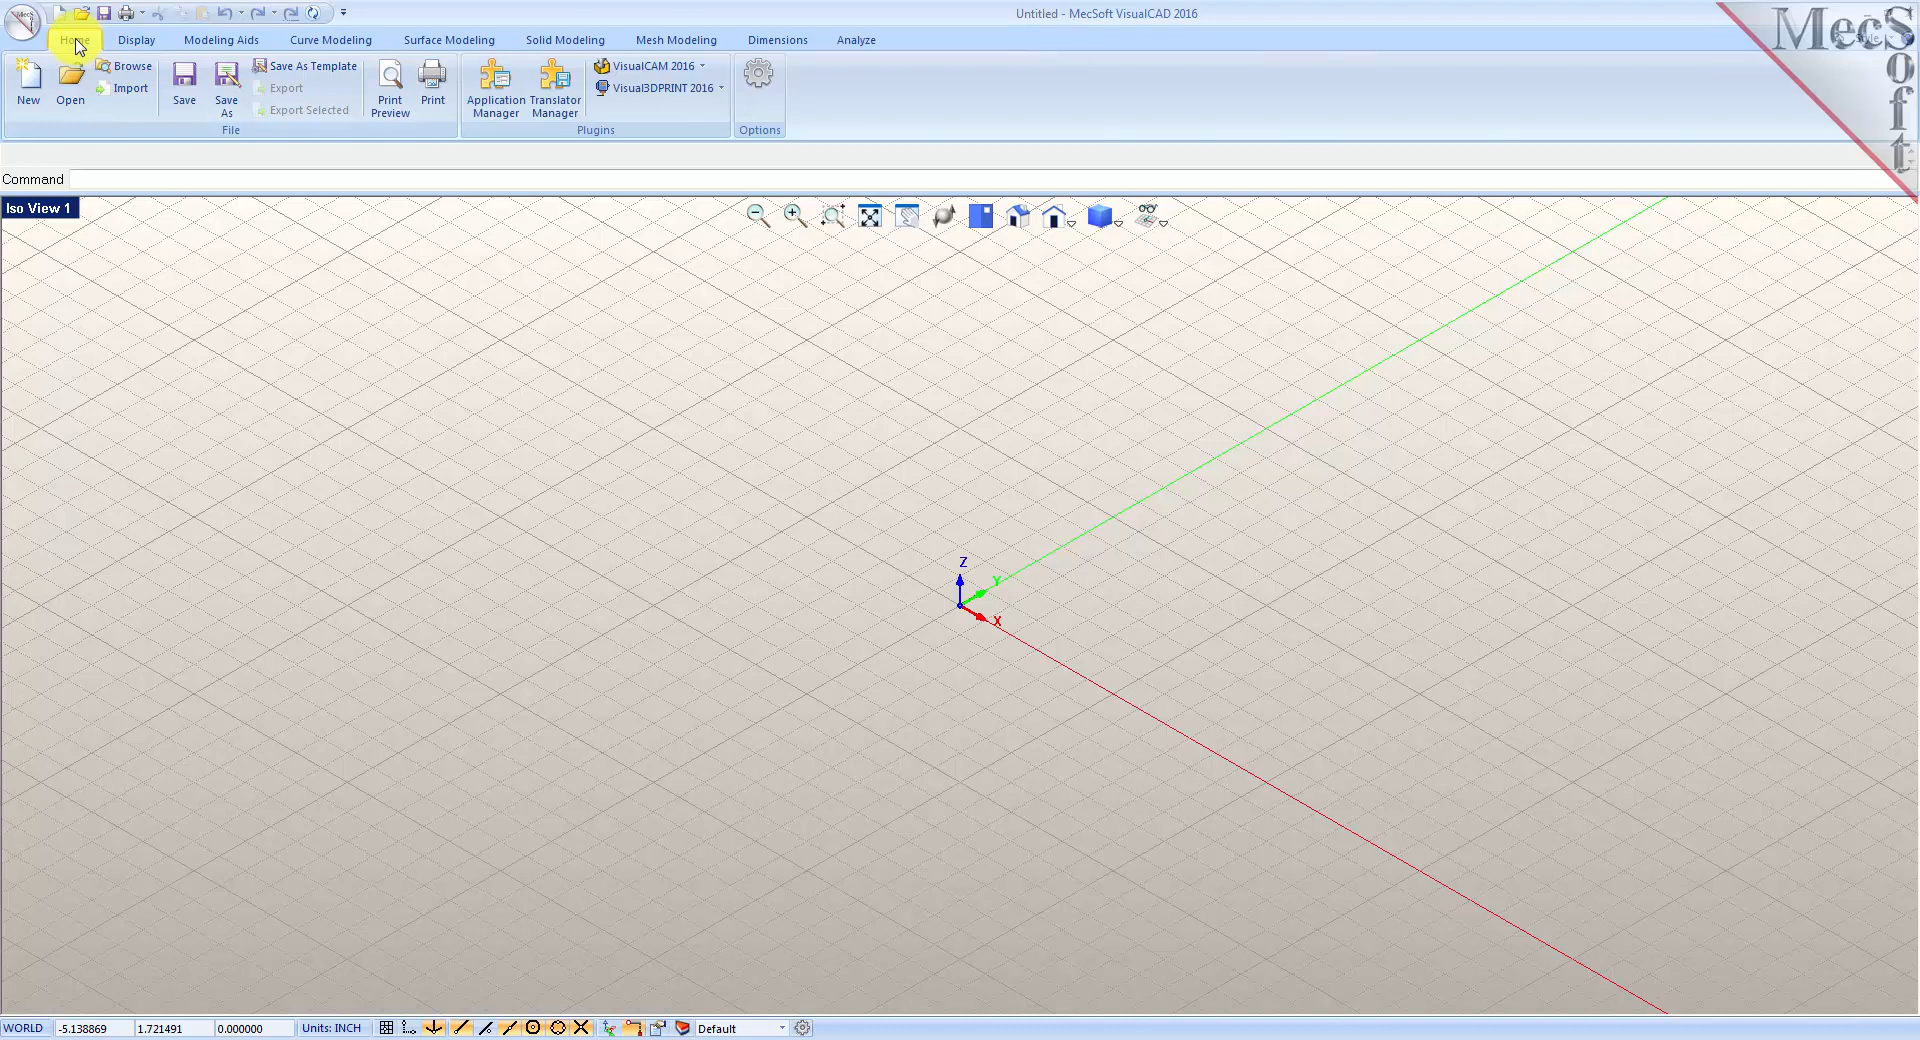 Untitled - MecSoft VisualCAD 2016
Home Display Modeling Aids Curve Modeling Surface Modeling Solid Modeling Mesh Modeling Dimensions Analyze
MecSoft
New
Open
Browse
Import
Save
Save As
Save As Template
Export
Export Selected
Print Preview
Print
File
Application Manager
Translator Manager
VisualCAM 2016
Visual3DPRINT 2016
Plugins
Options
Command
Iso View 1
Z
Y
X
WORLD -5.138869 1.721491 0.000000 Units: INCH Default